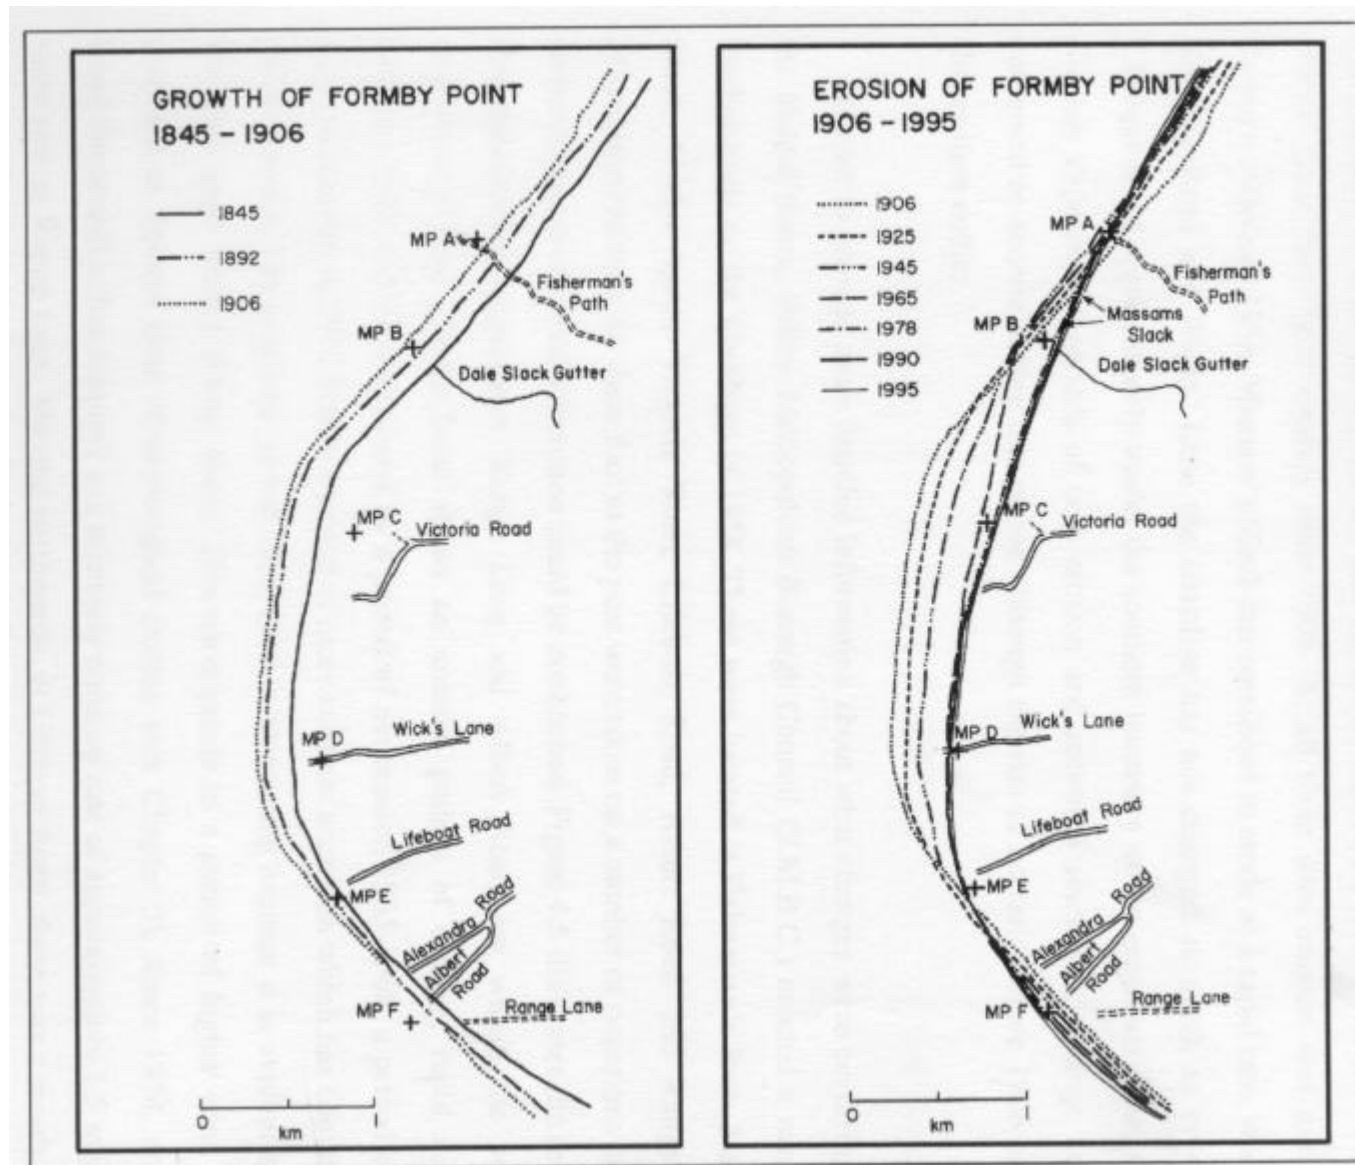 GROWTH OF FORMBY POINT
1845 - 1906
1845
1892
1906
MP A
Fisherman's
Path
MP B
Dale Slack Gutter
MP C
Victoria Road
MP D
Wick's Lane
Lifeboat Road
MP E
Alexandra Road
Albert
Road
MP F
Range Lane
0
1
km
EROSION OF FORMBY POINT
1906 - 1995
1906
1925
1945
1965
1978
1990
1995
MP A
Fisherman's
Path
Massams
Slack
MP B
Dale Slack Gutter
MP C
Victoria Road
MP D
Wick's Lane
Lifeboat Road
MP E
Alexandra Road
Albert
Road
MP F
Range Lane
0
1
km